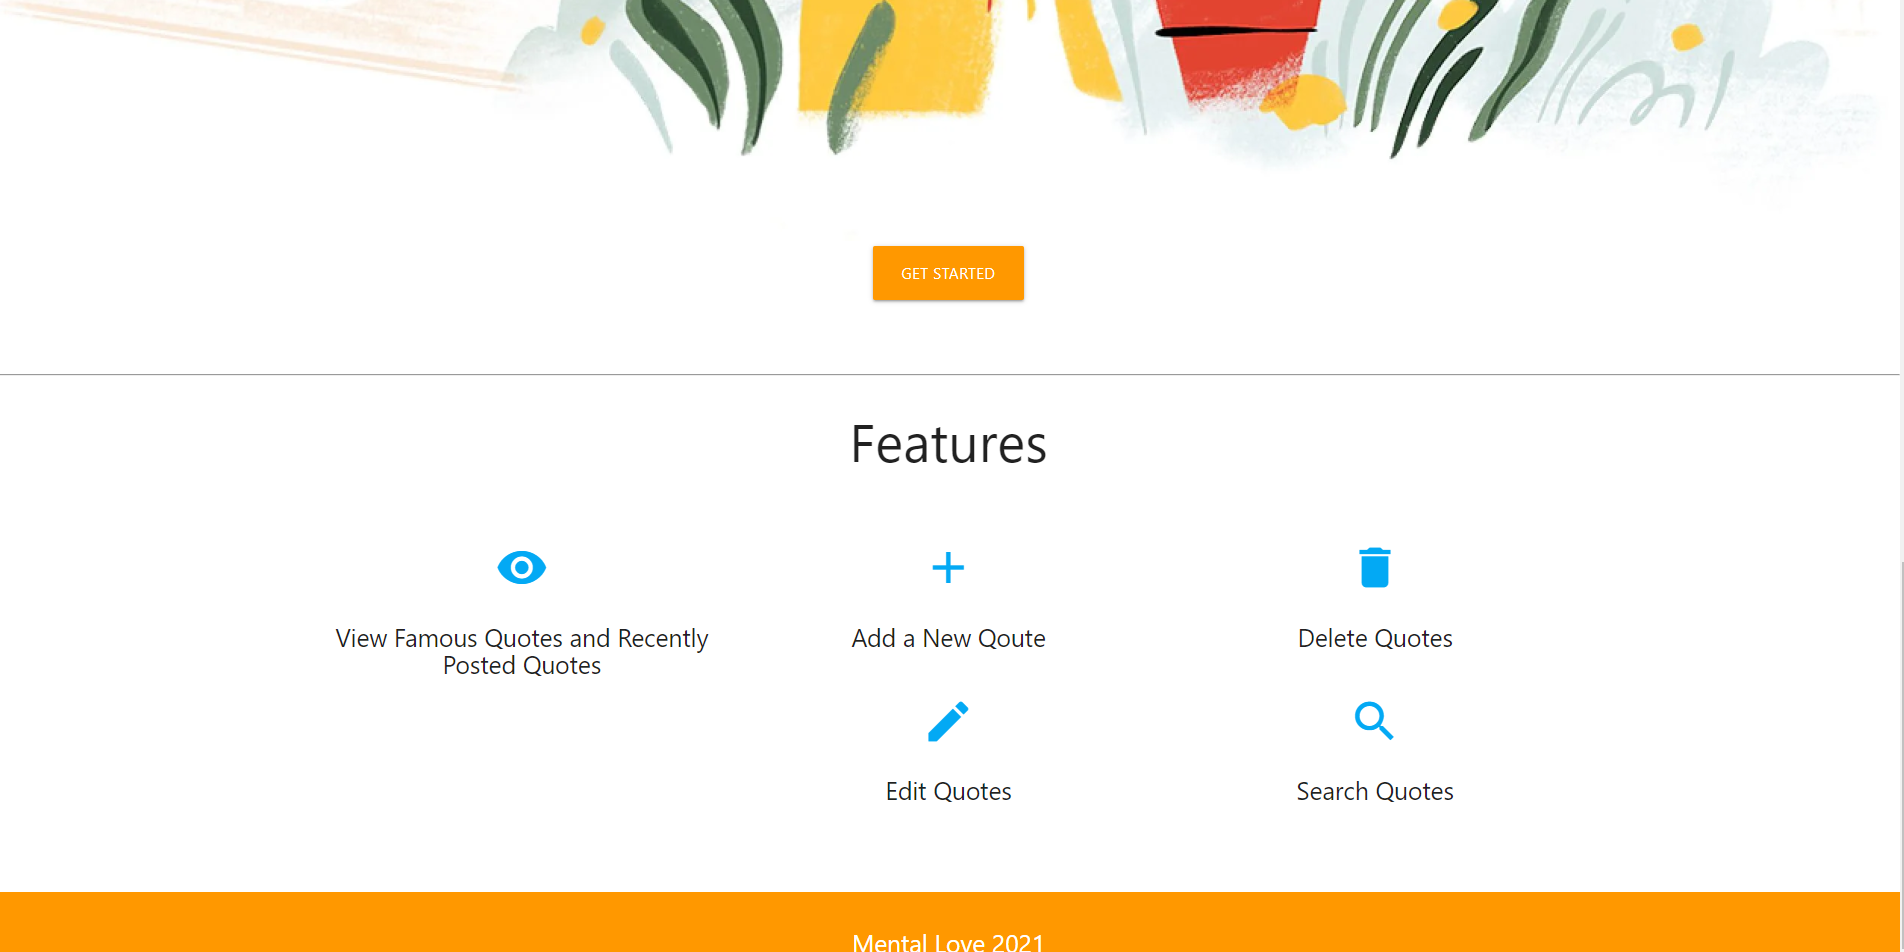 GET STARTED
Features
View Famous Quotes and Recently
Posted Quotes
Add a New Qoute
Delete Quotes
Edit Quotes
Search Quotes
Mental Love 2021